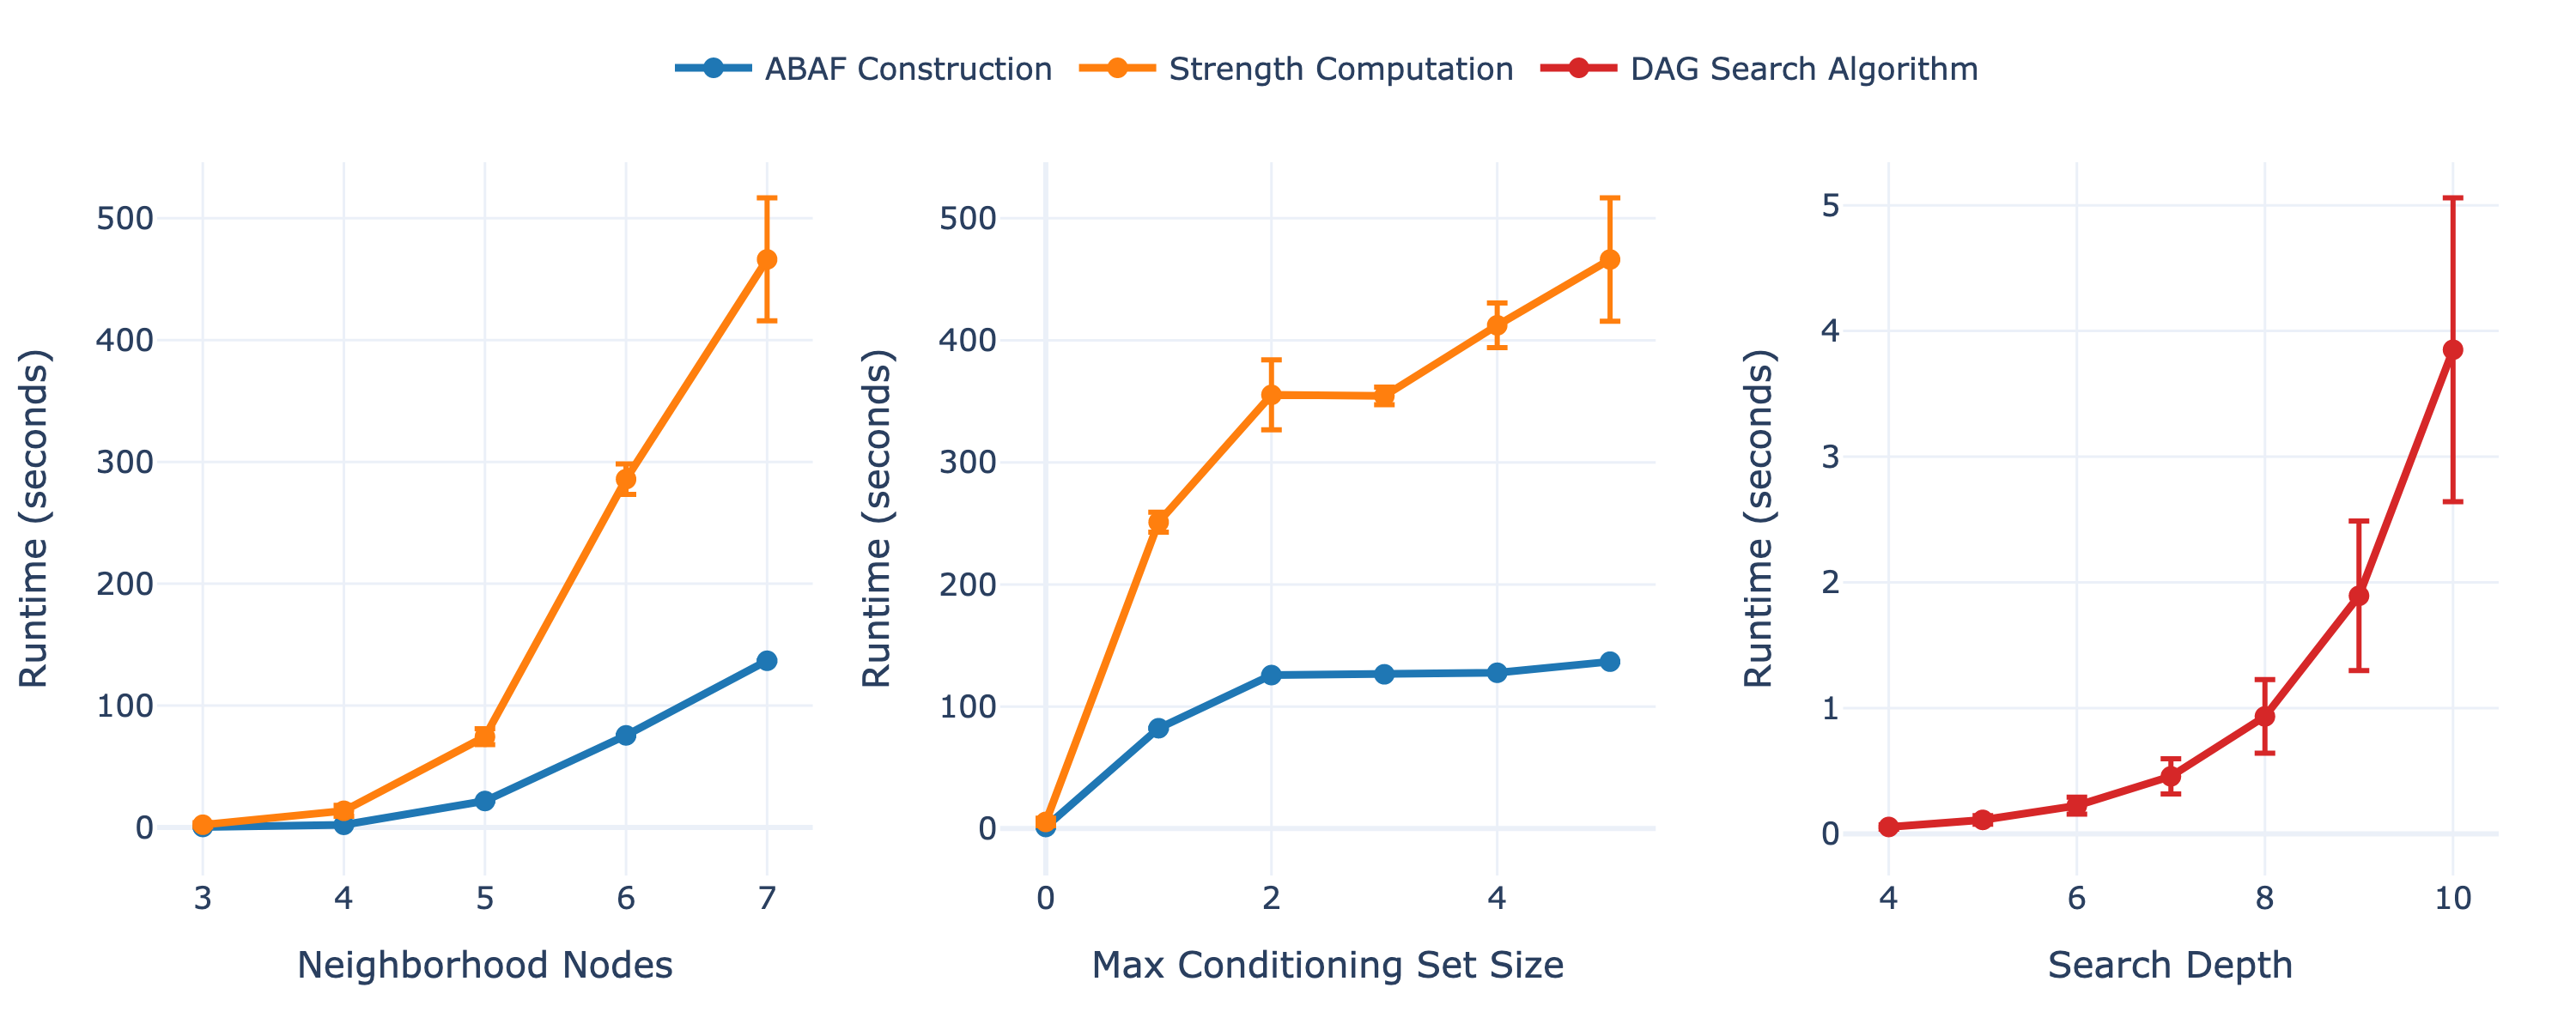 ABAF Construction Strength Computation DAG Search Algorithm
Runtime (seconds)
500
400
300
200
100
0
3 4 5 6 7
Neighborhood Nodes
Runtime (seconds)
500
400
300
200
100
0
0 2 4
Max Conditioning Set Size
Runtime (seconds)
5
4
3
2
1
0
4 6 8 10
Search Depth